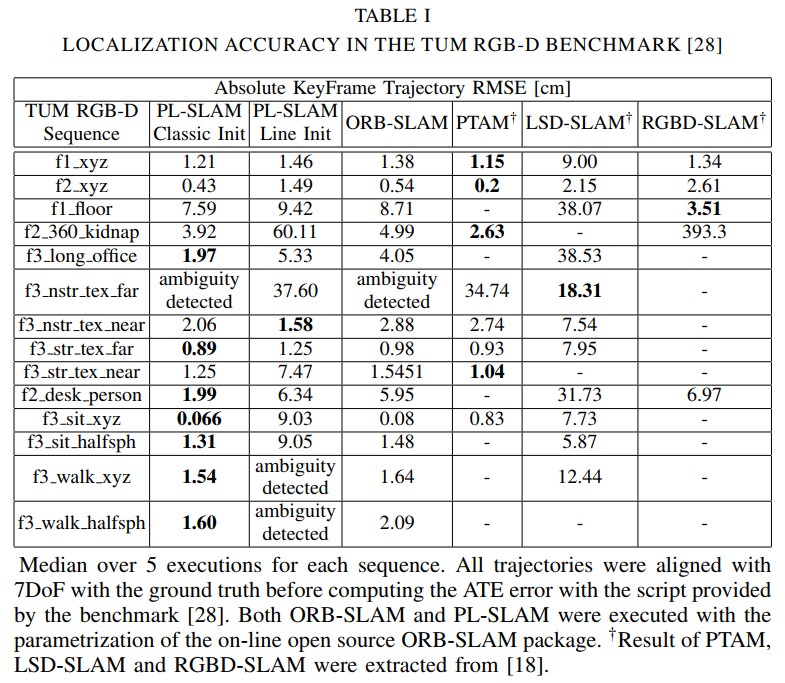 TABLE I
LOCALIZATION ACCURACY IN THE TUM RGB-D BENCHMARK [28]
Absolute KeyFrame Trajectory RMSE [cm]
TUM RGB-D Sequence PL-SLAM Classic Init PL-SLAM Line Init ORB-SLAM PTAM† LSD-SLAM† RGBD-SLAM†
f1_xyz 1.21 1.46 1.38 1.15 9.00 1.34
f2_xyz 0.43 1.49 0.54 0.2 2.15 2.61
f1_floor 7.59 9.42 8.71 - 38.07 3.51
f2_360_kidnap 3.92 60.11 4.99 2.63 - 393.3
f3_long_office 1.97 5.33 4.05 - 38.53 -
f3_nstr_tex_far ambiguity detected 37.60 ambiguity detected 34.74 18.31 -
f3_nstr_tex_near 2.06 1.58 2.88 2.74 7.54 -
f3_str_tex_far 0.89 1.25 0.98 0.93 7.95 -
f3_str_tex_near 1.25 7.47 1.5451 1.04 - -
f2_desk_person 1.99 6.34 5.95 - 31.73 6.97
f3_sit_xyz 0.066 9.03 0.08 0.83 7.73 -
f3_sit_halfsph 1.31 9.05 1.48 - 5.87 -
f3_walk_xyz 1.54 ambiguity detected 1.64 - 12.44 -
f3_walk_halfsph 1.60 ambiguity detected 2.09 - - -
Median over 5 executions for each sequence. All trajectories were aligned with
7DoF with the ground truth before computing the ATE error with the script provided
by the benchmark [28]. Both ORB-SLAM and PL-SLAM were executed with the
parametrization of the on-line open source ORB-SLAM package. †Result of PTAM,
LSD-SLAM and RGBD-SLAM were extracted from [18].